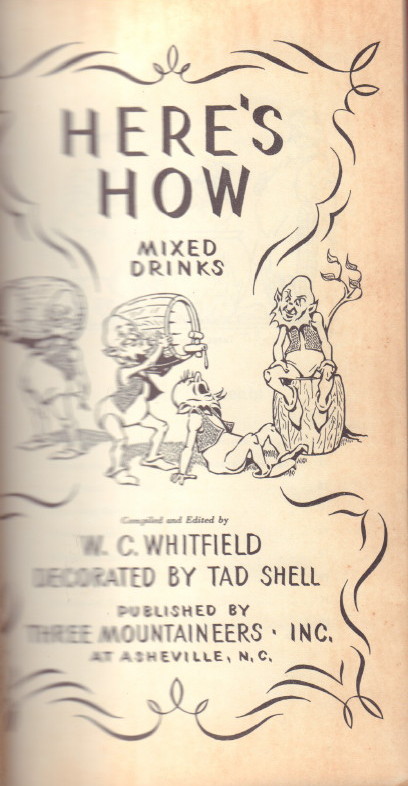 HERE'S
HOW
MIXED
DRINKS
Compiled and Edited by
W. C. WHITFIELD
DECORATED BY TAD SHELL
PUBLISHED BY
THREE MOUNTAINEERS · INC.
AT ASHEVILLE, N.C.